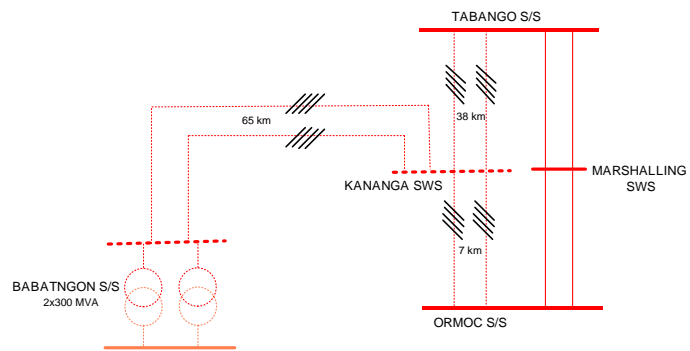 TABANGO S/S
65 km
38 km
KANANGA SWS
MARSHALLING
SWS
7 km
BABATNGON S/S
2x300 MVA
ORMOC S/S